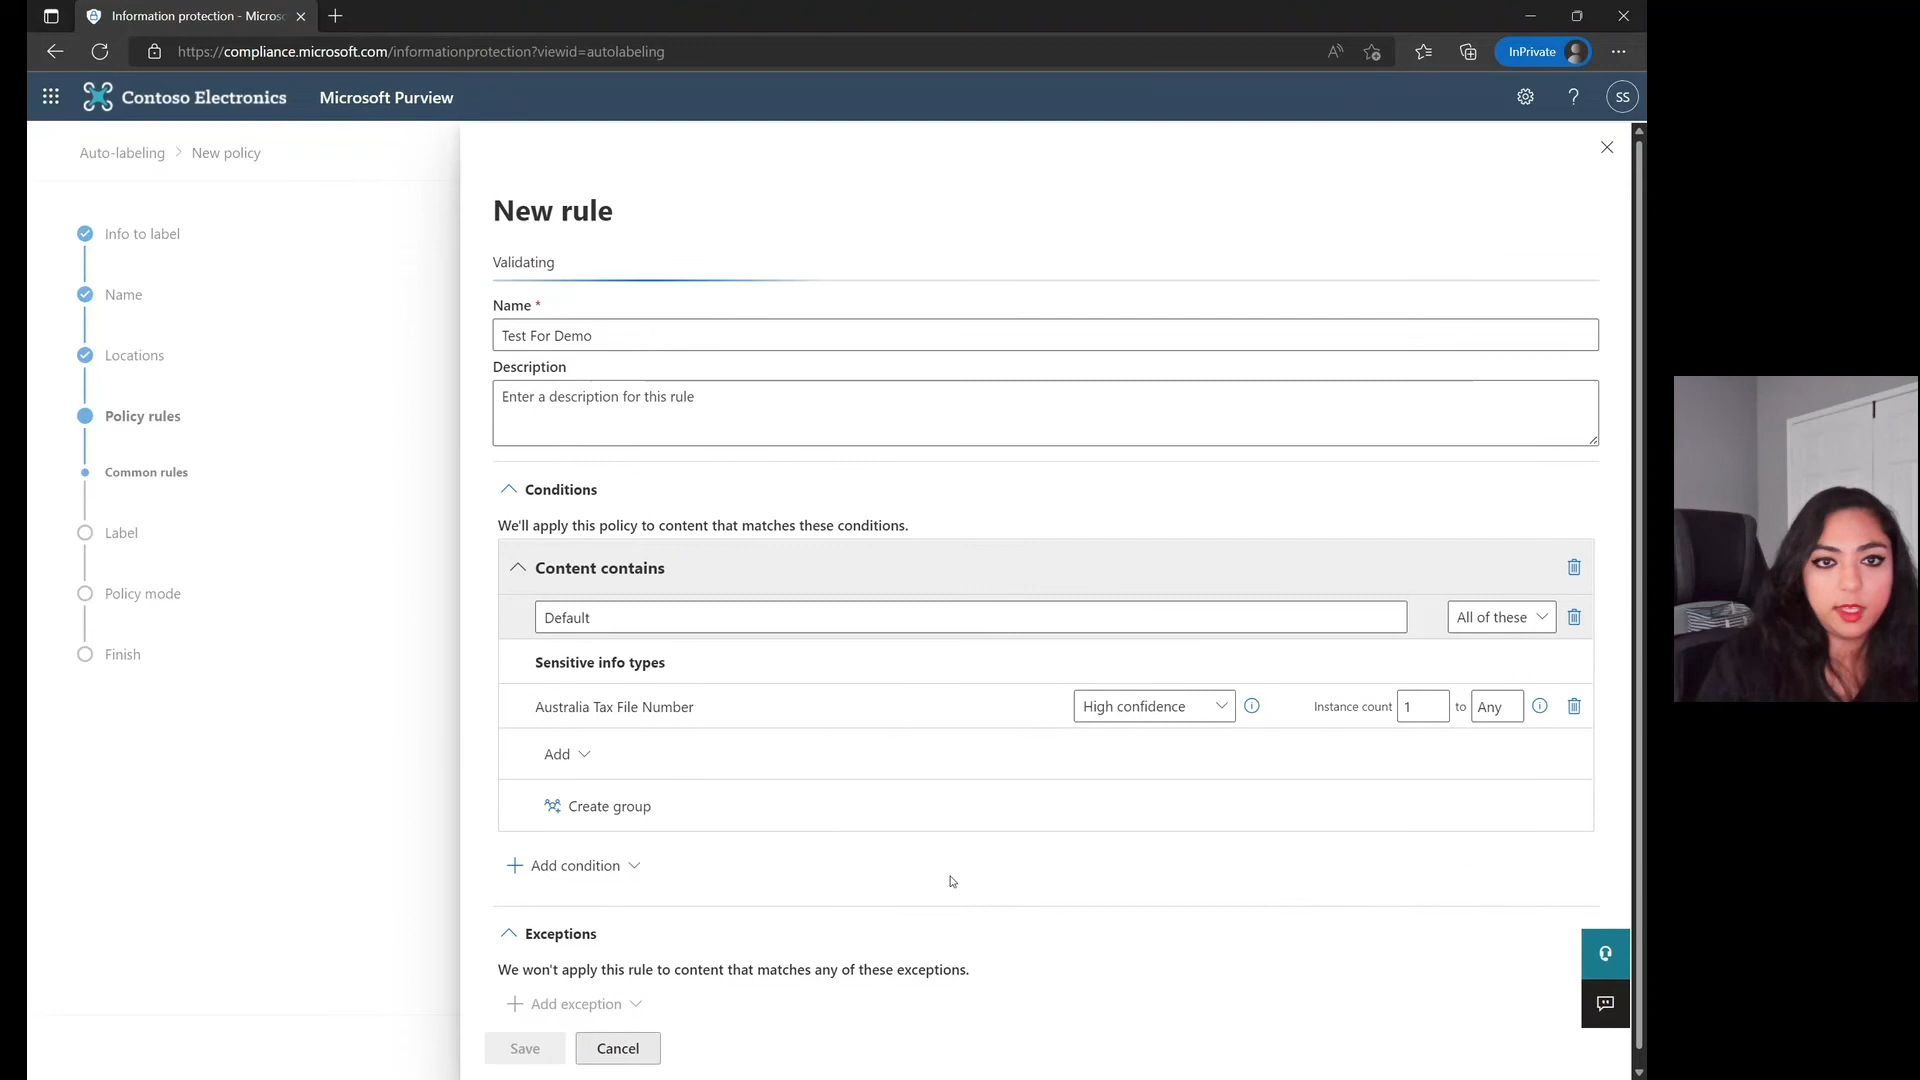 Information protection - Micros
https://compliance.microsoft.com/informationprotection?viewid=autolabeling
InPrivate
Contoso Electronics
Microsoft Purview
SS
Auto-labeling > New policy
Info to label
Name
Locations
Policy rules
Common rules
Label
Policy mode
Finish
New rule
Validating
Name *
Test For Demo
Description
Enter a description for this rule
Conditions
We'll apply this policy to content that matches these conditions.
Content contains
Default
All of these
Sensitive info types
Australia Tax File Number
High confidence
Instance count 1 to Any
Add
Create group
Add condition
Exceptions
We won't apply this rule to content that matches any of these exceptions.
Add exception
Save
Cancel